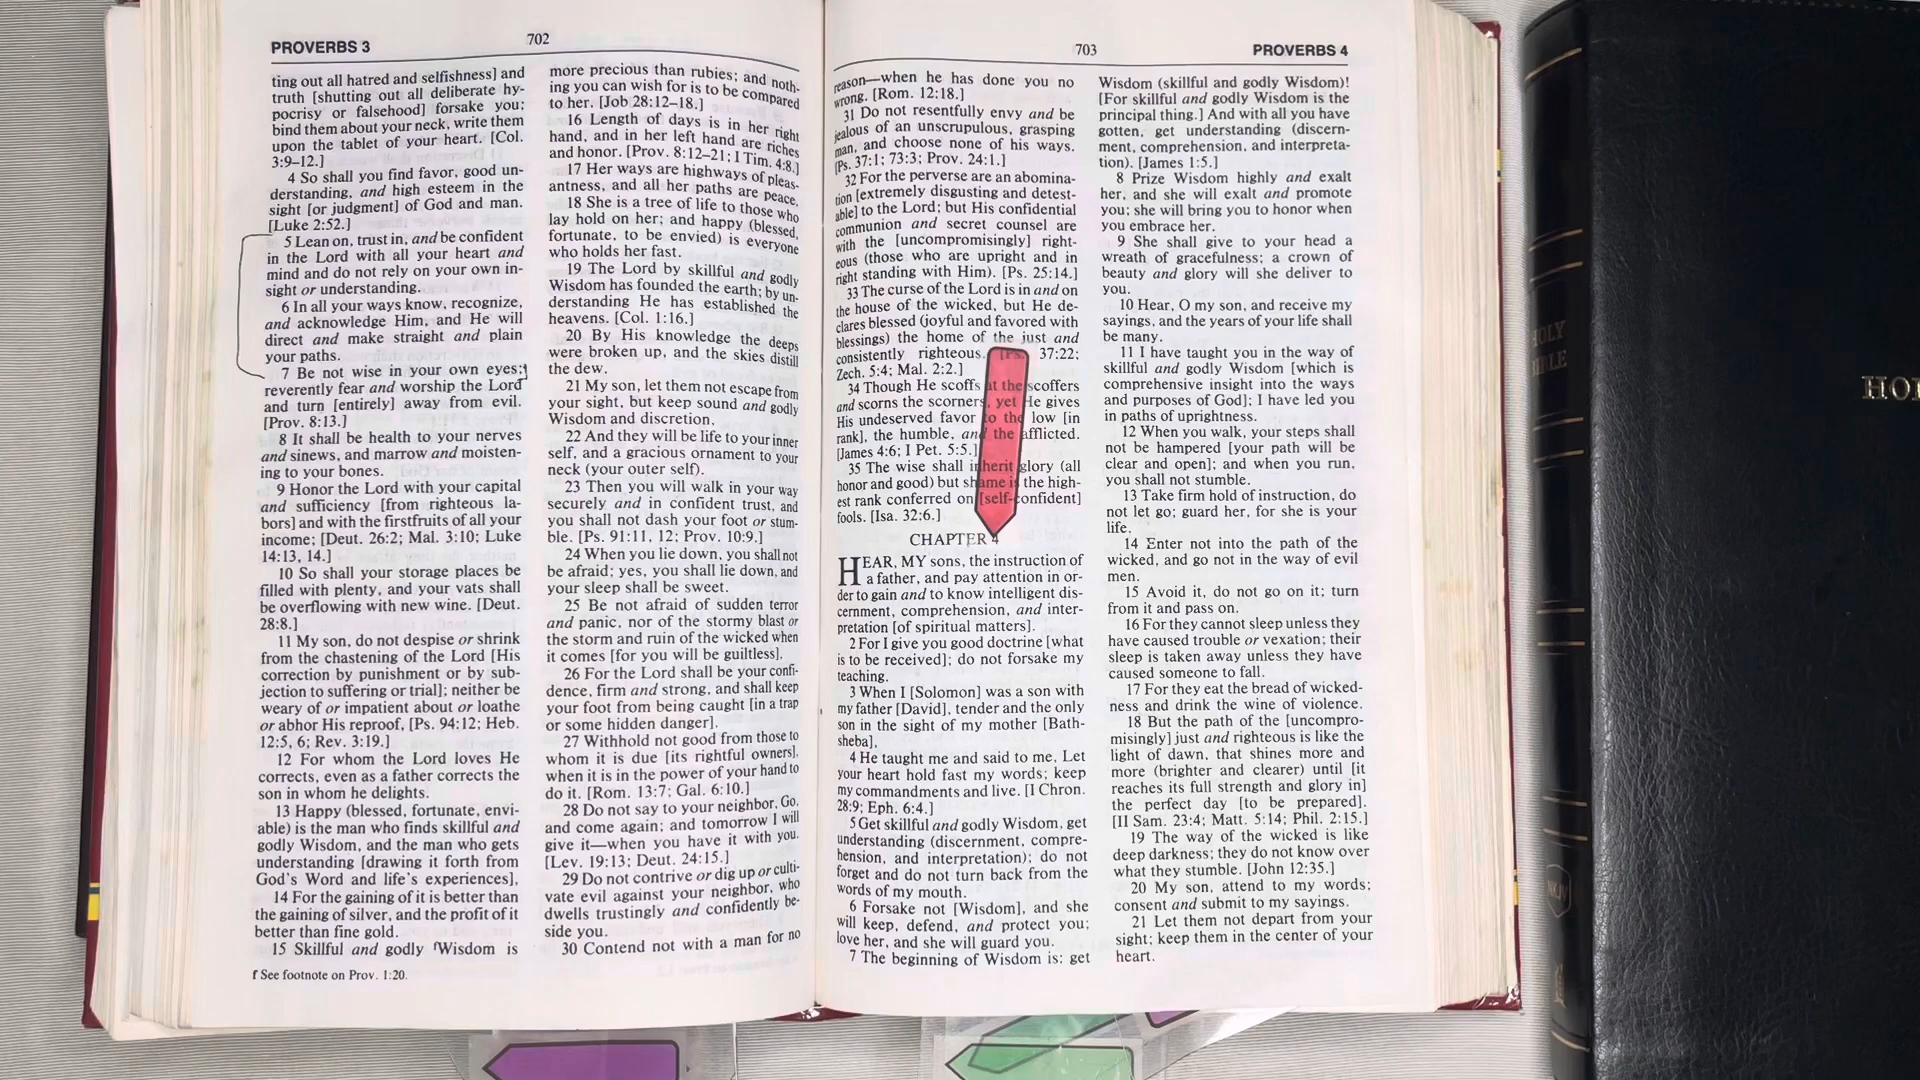 PROVERBS 3
702
ting out all hatred and selfishness] and
truth [shutting out all deliberate hy-
pocrisy or falsehood] forsake you;
bind them about your neck, write them
upon the tablet of your heart. [Col.
3:9–12.]
4 So shall you find favor, good un-
derstanding, and high esteem in the
sight [or judgment] of God and man.
[Luke 2:52.]
5 Lean on, trust in, and be confident
in the Lord with all your heart and
mind and do not rely on your own in-
sight or understanding.
6 In all your ways know, recognize,
and acknowledge Him, and He will
direct and make straight and plain
your paths.
7 Be not wise in your own eyes;
reverently fear and worship the Lord
and turn [entirely] away from evil.
[Prov. 8:13.]
8 It shall be health to your nerves
and sinews, and marrow and moisten-
ing to your bones.
9 Honor the Lord with your capital
and sufficiency [from righteous la-
bors] and with the firstfruits of all your
income; [Deut. 26:2; Mal. 3:10; Luke
14:13, 14.]
10 So shall your storage places be
filled with plenty, and your vats shall
be overflowing with new wine. [Deut.
28:8.]
11 My son, do not despise or shrink
from the chastening of the Lord [His
correction by punishment or by sub-
jection to suffering or trial]; neither be
weary of or impatient about or loathe
or abhor His reproof, [Ps. 94:12; Heb.
12:5, 6; Rev. 3:19.]
12 For whom the Lord loves He
corrects, even as a father corrects the
son in whom he delights.
13 Happy (blessed, fortunate, envi-
able) is the man who finds skillful and
godly Wisdom, and the man who gets
understanding [drawing it forth from
God's Word and life's experiences],
14 For the gaining of it is better than
the gaining of silver, and the profit of it
better than fine gold.
15 Skillful and godly fWisdom is
f See footnote on Prov. 1:20.
more precious than rubies; and noth-
ing you can wish for is to be compared
to her. [Job 28:12–18.]
16 Length of days is in her right
hand, and in her left hand are riches
and honor. [Prov. 8:12–21; I Tim. 4:8.]
17 Her ways are highways of pleas-
antness, and all her paths are peace.
18 She is a tree of life to those who
lay hold on her; and happy (blessed,
fortunate, to be envied) is everyone
who holds her fast.
19 The Lord by skillful and godly
Wisdom has founded the earth; by un-
derstanding He has established the
heavens. [Col. 1:16.]
20 By His knowledge the deeps
were broken up, and the skies distill
the dew.
21 My son, let them not escape from
your sight, but keep sound and godly
Wisdom and discretion,
22 And they will be life to your inner
self, and a gracious ornament to your
neck (your outer self).
23 Then you will walk in your way
securely and in confident trust, and
you shall not dash your foot or stum-
ble. [Ps. 91:11, 12; Prov. 10:9.]
24 When you lie down, you shall not
be afraid; yes, you shall lie down, and
your sleep shall be sweet.
25 Be not afraid of sudden terror
and panic, nor of the stormy blast or
the storm and ruin of the wicked when
it comes [for you will be guiltless],
26 For the Lord shall be your confi-
dence, firm and strong, and shall keep
your foot from being caught [in a trap
or some hidden danger].
27 Withhold not good from those to
whom it is due [its rightful owners],
when it is in the power of your hand to
do it. [Rom. 13:7; Gal. 6:10.]
28 Do not say to your neighbor, Go,
and come again; and tomorrow I will
give it—when you have it with you.
[Lev. 19:13; Deut. 24:15.]
29 Do not contrive or dig up or culti-
vate evil against your neighbor, who
dwells trustingly and confidently be-
side you.
30 Contend not with a man for no
703
PROVERBS 4
reason—when he has done you no
wrong. [Rom. 12:18.]
31 Do not resentfully envy and be
jealous of an unscrupulous, grasping
man, and choose none of his ways.
[Ps. 37:1; 73:3; Prov. 24:1.]
32 For the perverse are an abomina-
tion [extremely disgusting and detest-
able] to the Lord; but His confidential
communion and secret counsel are
with the [uncompromisingly] right-
eous (those who are upright and in
right standing with Him). [Ps. 25:14.]
33 The curse of the Lord is in and on
the house of the wicked, but He de-
clares blessed (joyful and favored with
blessings) the home of the just and
consistently righteous. [Ps. 37:22;
Zech. 5:4; Mal. 2:2.]
34 Though He scoffs at the scoffers
and scorns the scorners, yet He gives
His undeserved favor to the low [in
rank], the humble, and the afflicted.
[James 4:6; I Pet. 5:5.]
35 The wise shall inherit glory (all
honor and good) but shame is the high-
est rank conferred on [self-confident]
fools. [Isa. 32:6.]
CHAPTER 4
HEAR, MY sons, the instruction of
a father, and pay attention in or-
der to gain and to know intelligent dis-
cernment, comprehension, and inter-
pretation [of spiritual matters].
2 For I give you good doctrine [what
is to be received]; do not forsake my
teaching.
3 When I [Solomon] was a son with
my father [David], tender and the only
son in the sight of my mother [Bath-
sheba],
4 He taught me and said to me, Let
your heart hold fast my words; keep
my commandments and live. [I Chron.
28:9; Eph. 6:4.]
5 Get skillful and godly Wisdom, get
understanding (discernment, compre-
hension, and interpretation); do not
forget and do not turn back from the
words of my mouth.
6 Forsake not [Wisdom], and she
will keep, defend, and protect you;
love her, and she will guard you.
7 The beginning of Wisdom is: get
Wisdom (skillful and godly Wisdom)!
[For skillful and godly Wisdom is the
principal thing.] And with all you have
gotten, get understanding (discern-
ment, comprehension, and interpreta-
tion). [James 1:5.]
8 Prize Wisdom highly and exalt
her, and she will exalt and promote
you; she will bring you to honor when
you embrace her.
9 She shall give to your head a
wreath of gracefulness; a crown of
beauty and glory will she deliver to
you.
10 Hear, O my son, and receive my
sayings, and the years of your life shall
be many.
11 I have taught you in the way of
skillful and godly Wisdom [which is
comprehensive insight into the ways
and purposes of God]; I have led you
in paths of uprightness.
12 When you walk, your steps shall
not be hampered [your path will be
clear and open]; and when you run,
you shall not stumble.
13 Take firm hold of instruction, do
not let go; guard her, for she is your
life.
14 Enter not into the path of the
wicked, and go not in the way of evil
men.
15 Avoid it, do not go on it; turn
from it and pass on.
16 For they cannot sleep unless they
have caused trouble or vexation; their
sleep is taken away unless they have
caused someone to fall.
17 For they eat the bread of wicked-
ness and drink the wine of violence.
18 But the path of the [uncompro-
misingly] just and righteous is like the
light of dawn, that shines more and
more (brighter and clearer) until [it
reaches its full strength and glory in]
the perfect day [to be prepared].
[II Sam. 23:4; Matt. 5:14; Phil. 2:15.]
19 The way of the wicked is like
deep darkness; they do not know over
what they stumble. [John 12:35.]
20 My son, attend to my words;
consent and submit to my sayings.
21 Let them not depart from your
sight; keep them in the center of your
heart.
HOLY
BIBLE
NKJV
HOL